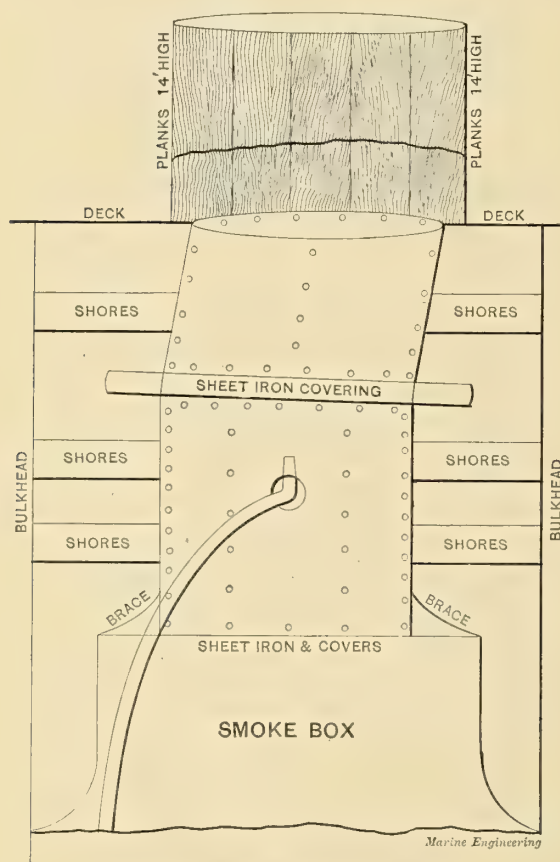 PLANKS 14' HIGH
PLANKS 14' HIGH
DECK
DECK
SHORES
SHORES
SHEET IRON COVERING
SHORES
SHORES
BULKHEAD
BULKHEAD
SHORES
SHORES
BRACE
BRACE
SHEET IRON & COVERS
SMOKE BOX
Marine Engineering